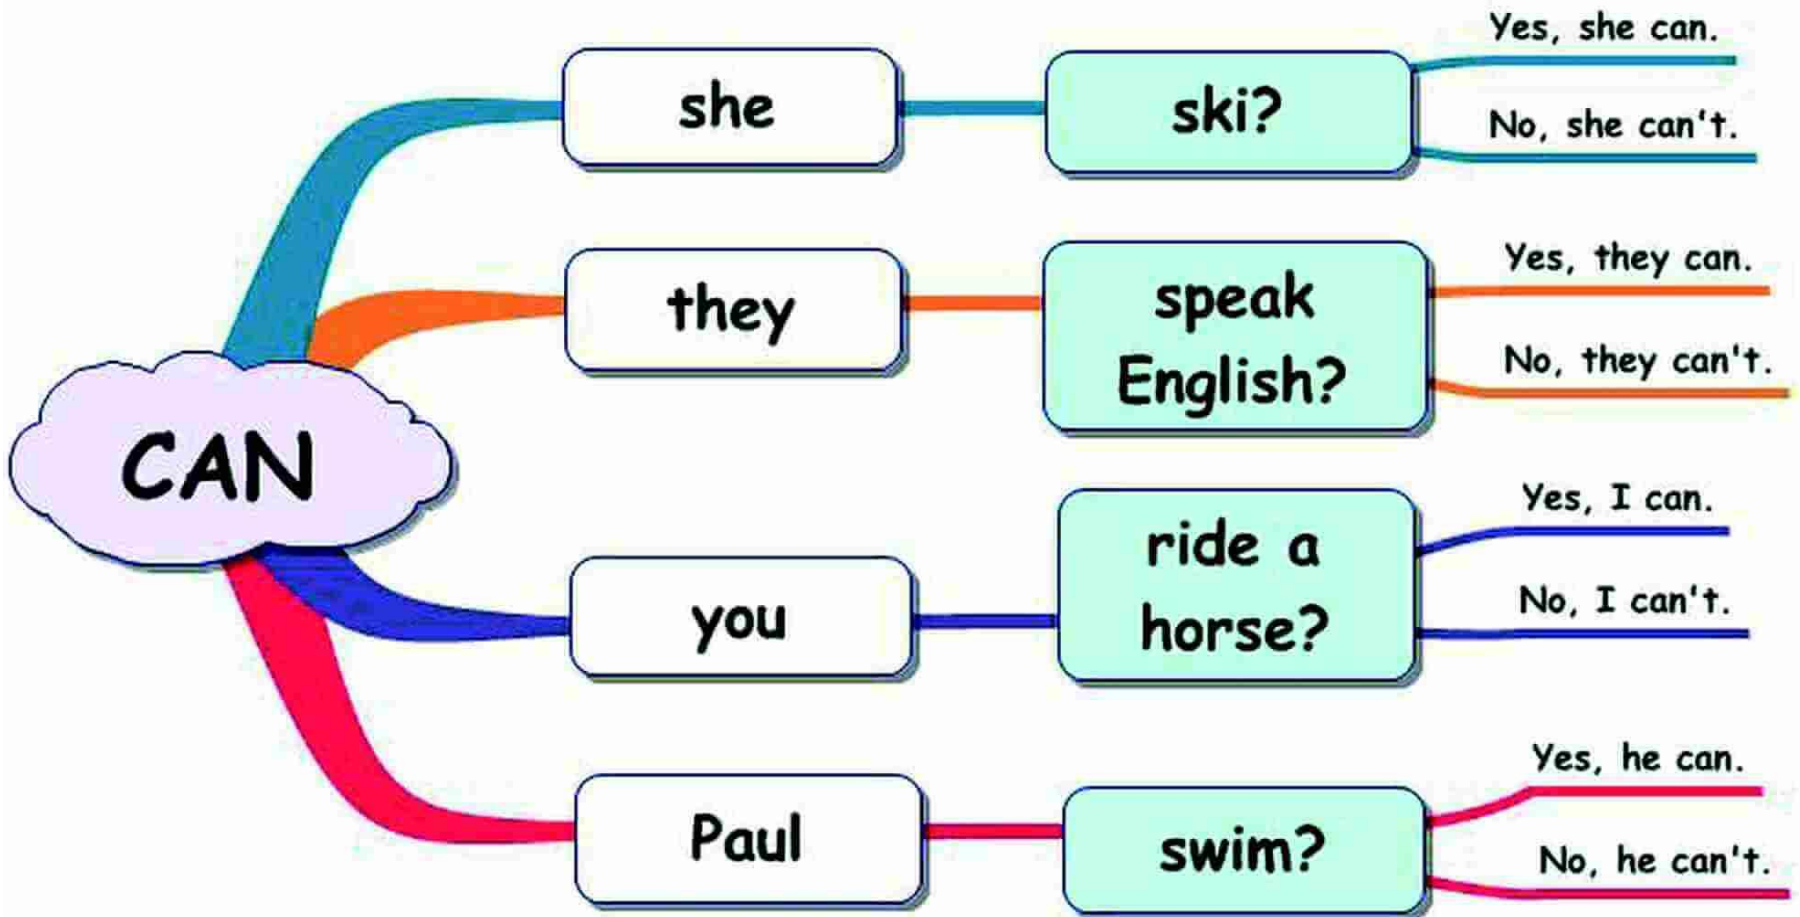 CAN
she
ski?
Yes, she can.
No, she can't.
they
speak
English?
Yes, they can.
No, they can't.
you
ride a
horse?
Yes, I can.
No, I can't.
Paul
swim?
Yes, he can.
No, he can't.